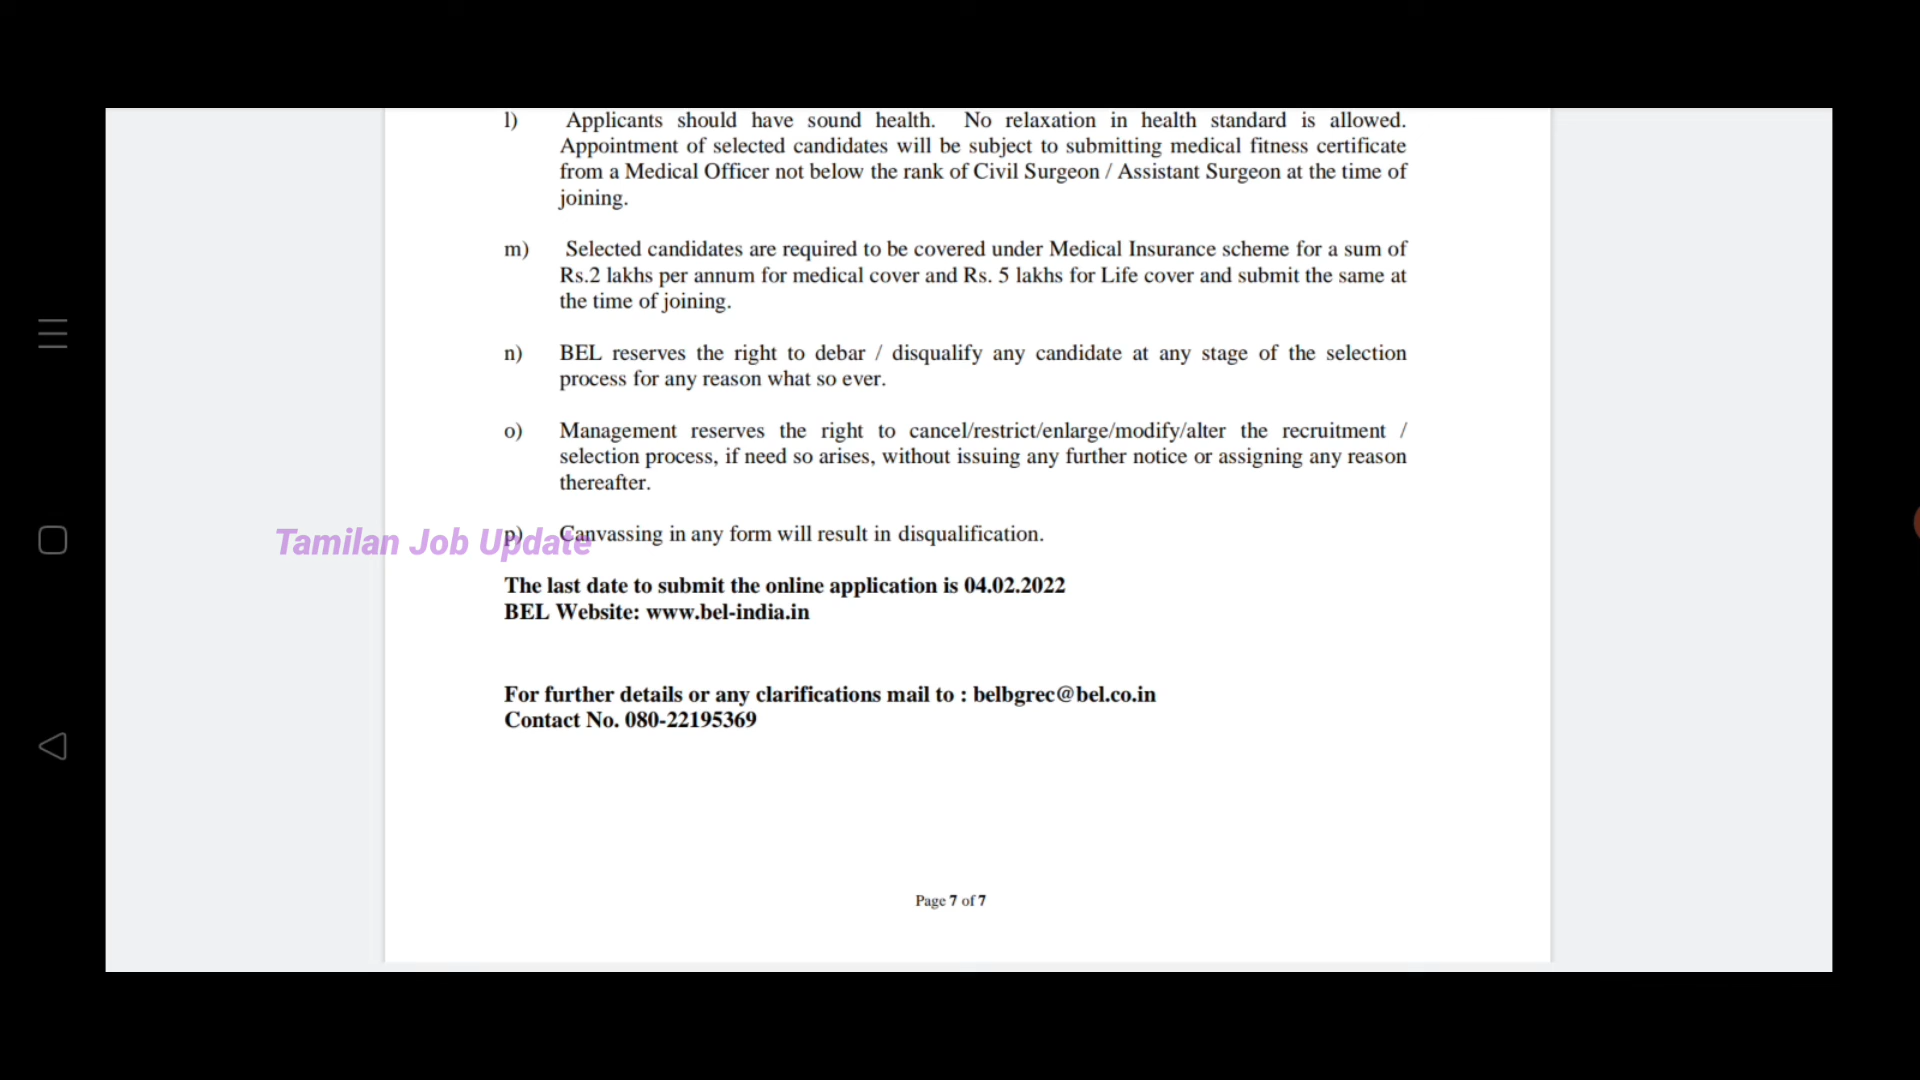 l) Applicants should have sound health. No relaxation in health standard is allowed.
Appointment of selected candidates will be subject to submitting medical fitness certificate
from a Medical Officer not below the rank of Civil Surgeon / Assistant Surgeon at the time of
joining.
m) Selected candidates are required to be covered under Medical Insurance scheme for a sum of
Rs.2 lakhs per annum for medical cover and Rs. 5 lakhs for Life cover and submit the same at
the time of joining.
n) BEL reserves the right to debar / disqualify any candidate at any stage of the selection
process for any reason what so ever.
o) Management reserves the right to cancel/restrict/enlarge/modify/alter the recruitment /
selection process, if need so arises, without issuing any further notice or assigning any reason
thereafter.
Tamilan Job Update
p) Canvassing in any form will result in disqualification.
The last date to submit the online application is 04.02.2022
BEL Website: www.bel-india.in
For further details or any clarifications mail to : belbgrec@bel.co.in
Contact No. 080-22195369
Page 7 of 7